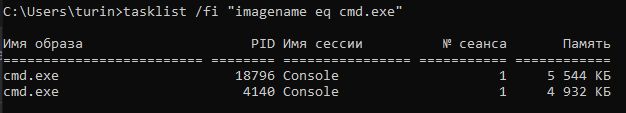 C:\Users\turin>tasklist /fi "imagename eq cmd.exe"
Имя образа                     PID Имя сессии          № сеанса       Память
========================= ======== ================ =========== ============
cmd.exe                      18796 Console                    1     5 544 КБ
cmd.exe                       4140 Console                    1     4 932 КБ